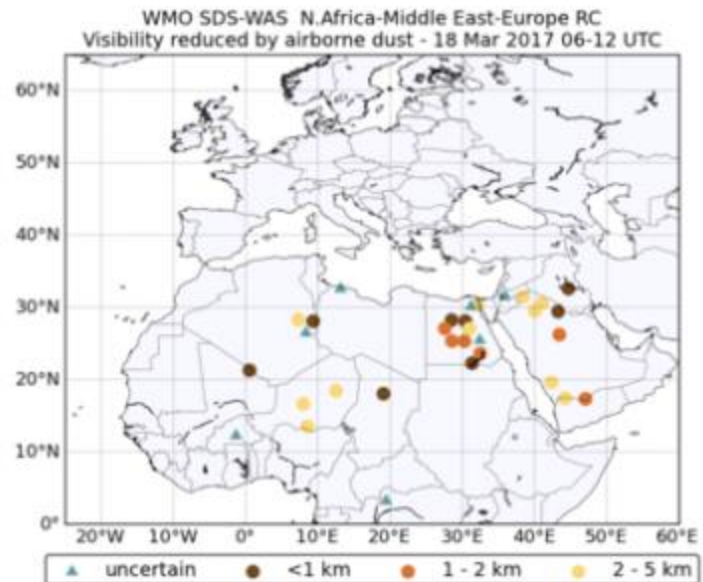 WMO SDS-WAS N.Africa-Middle East-Europe RC
Visibility reduced by airborne dust - 18 Mar 2017 06-12 UTC
60°N
50°N
40°N
30°N
20°N
10°N
0°
20°W 10°W 0°E 10°E 20°E 30°E 40°E 50°E 60°E
uncertain <1 km 1 - 2 km 2 - 5 km